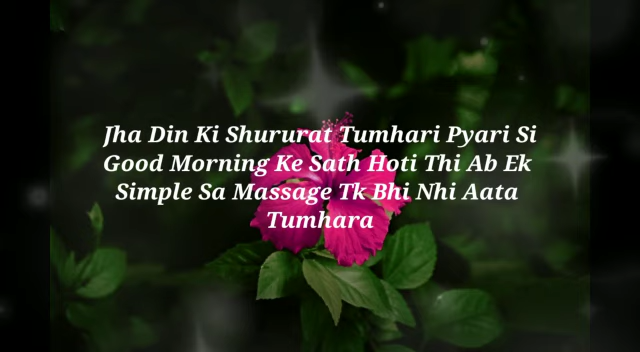 Jha Din Ki Shururat Tumhari Pyari Si
Good Morning Ke Sath Hoti Thi Ab Ek
Simple Sa Massage Tk Bhi Nhi Aata
Tumhara